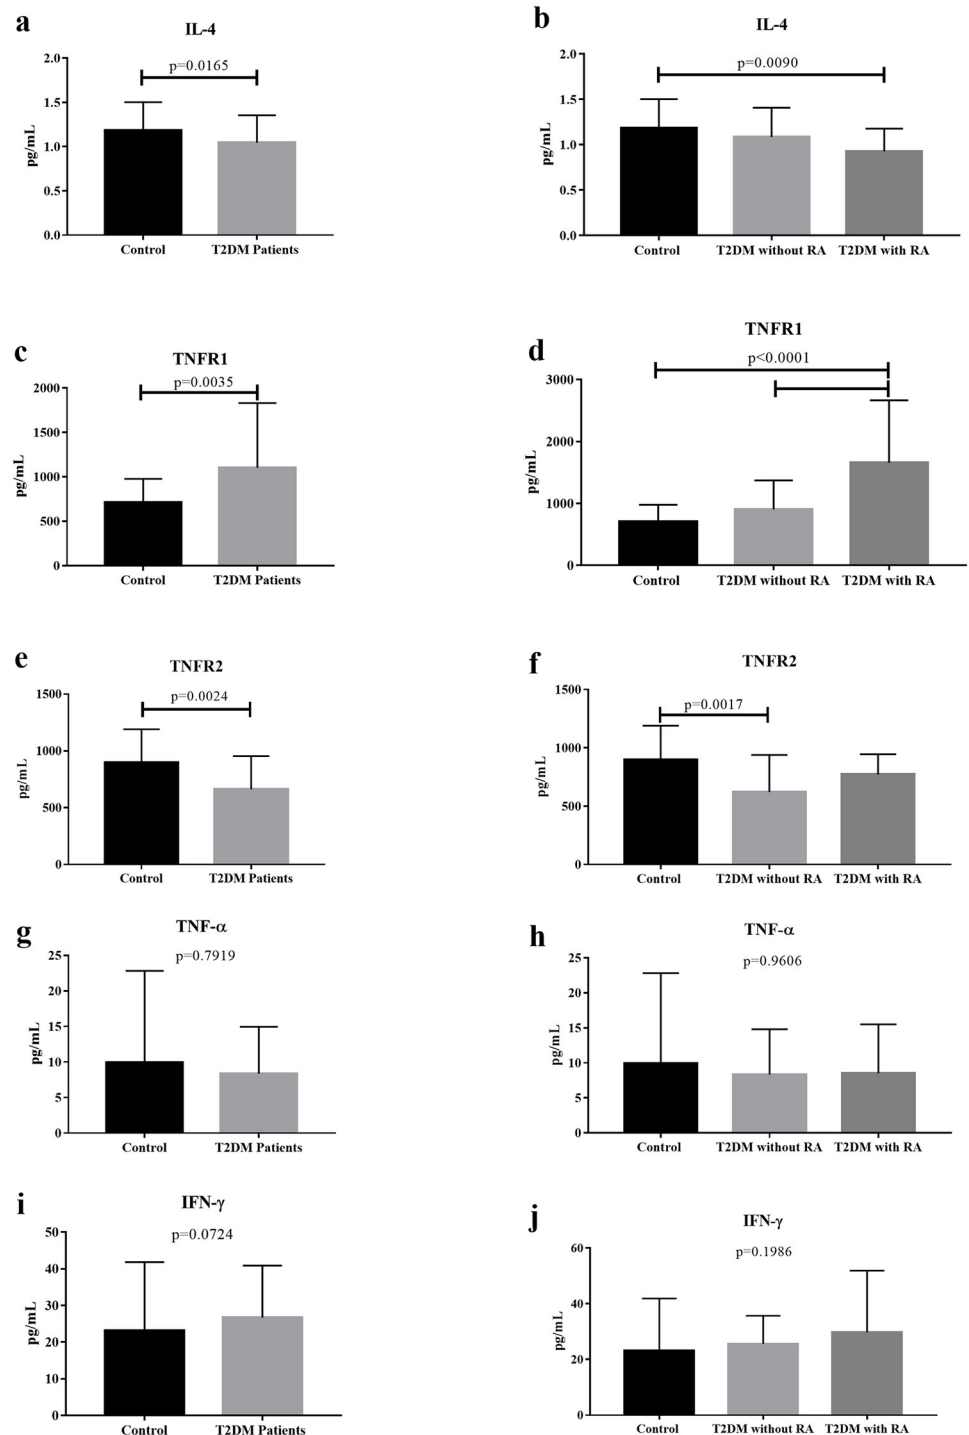 a
IL-4
p=0.0165
2.0
1.5
1.0
0.5
0.0
pg/mL
Control
T2DM Patients
b
IL-4
p=0.0090
2.0
1.5
1.0
0.5
0.0
pg/mL
Control
T2DM without RA
T2DM with RA
c
TNFR1
p=0.0035
2000
1500
1000
500
0
pg/mL
Control
T2DM Patients
d
TNFR1
p<0.0001
3000
2000
1000
0
pg/mL
Control
T2DM without RA
T2DM with RA
e
TNFR2
p=0.0024
1500
1000
500
0
pg/mL
Control
T2DM Patients
f
TNFR2
p=0.0017
1500
1000
500
0
pg/mL
Control
T2DM without RA
T2DM with RA
g
TNF-α
p=0.7919
25
20
15
10
5
0
pg/mL
Control
T2DM Patients
h
TNF-α
p=0.9606
25
20
15
10
5
0
pg/mL
Control
T2DM without RA
T2DM with RA
i
IFN-γ
p=0.0724
50
40
30
20
10
0
pg/mL
Control
T2DM Patients
j
IFN-γ
p=0.1986
60
40
20
0
pg/mL
Control
T2DM without RA
T2DM with RA